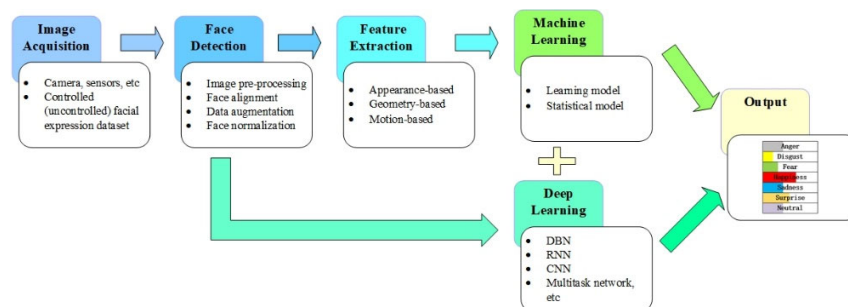 Image
Acquisition
Camera, sensors, etc
Controlled
(uncontrolled) facial
expression dataset
Face
Detection
Image pre-processing
Face alignment
Data augmentation
Face normalization
Feature
Extraction
Appearance-based
Geometry-based
Motion-based
Machine
Learning
Learning model
Statistical model
Deep
Learning
DBN
RNN
CNN
Multitask network,
etc
Output
Anger
Disgust
Fear
Happiness
Sadness
Surprise
Neutral